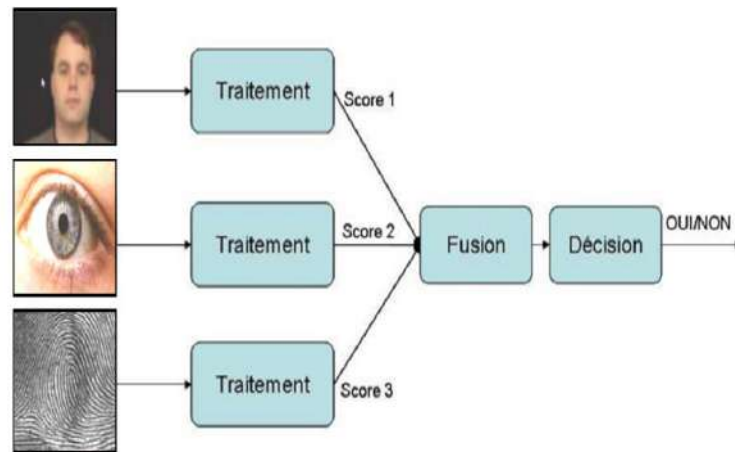 Traitement
Score 1
Traitement
Score 2
Fusion
Décision
OUI/NON
Traitement
Score 3